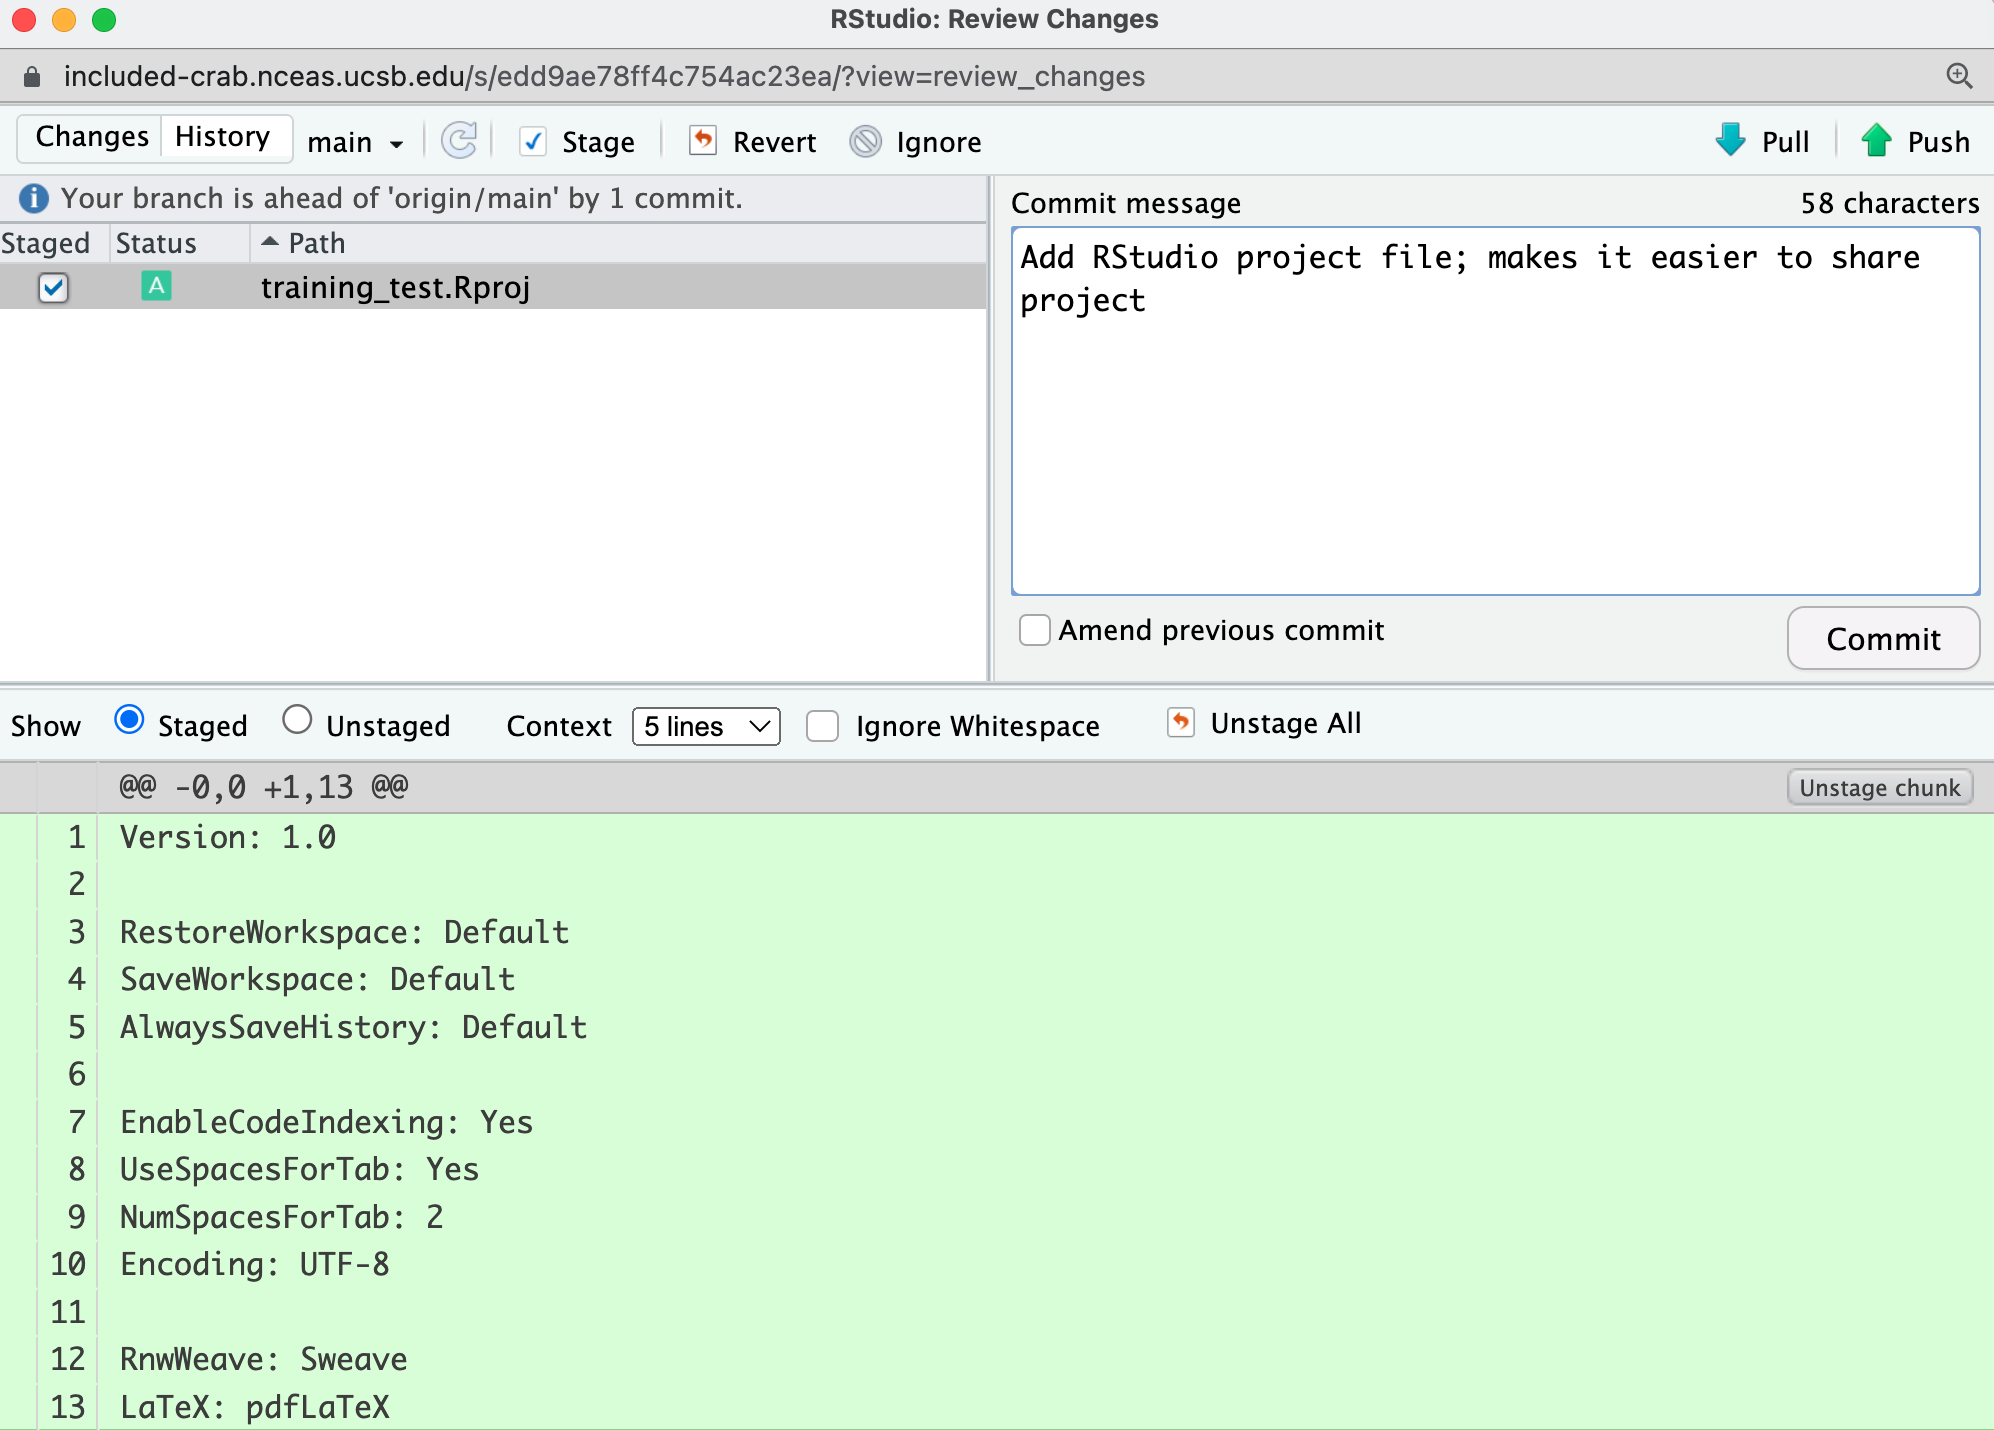 RStudio: Review Changes
included-crab.nceas.ucsb.edu/s/edd9ae78ff4c754ac23ea/?view=review_changes
Changes History main Stage Revert Ignore Pull Push
Your branch is ahead of 'origin/main' by 1 commit.
Staged Status Path
A training_test.Rproj
Commit message 58 characters
Add RStudio project file; makes it easier to share
project
Amend previous commit Commit
Show Staged Unstaged Context 5 lines Ignore Whitespace Unstage All
@@ -0,0 +1,13 @@ Unstage chunk
1 Version: 1.0
2
3 RestoreWorkspace: Default
4 SaveWorkspace: Default
5 AlwaysSaveHistory: Default
6
7 EnableCodeIndexing: Yes
8 UseSpacesForTab: Yes
9 NumSpacesForTab: 2
10 Encoding: UTF-8
11
12 RnwWeave: Sweave
13 LaTeX: pdfLaTeX